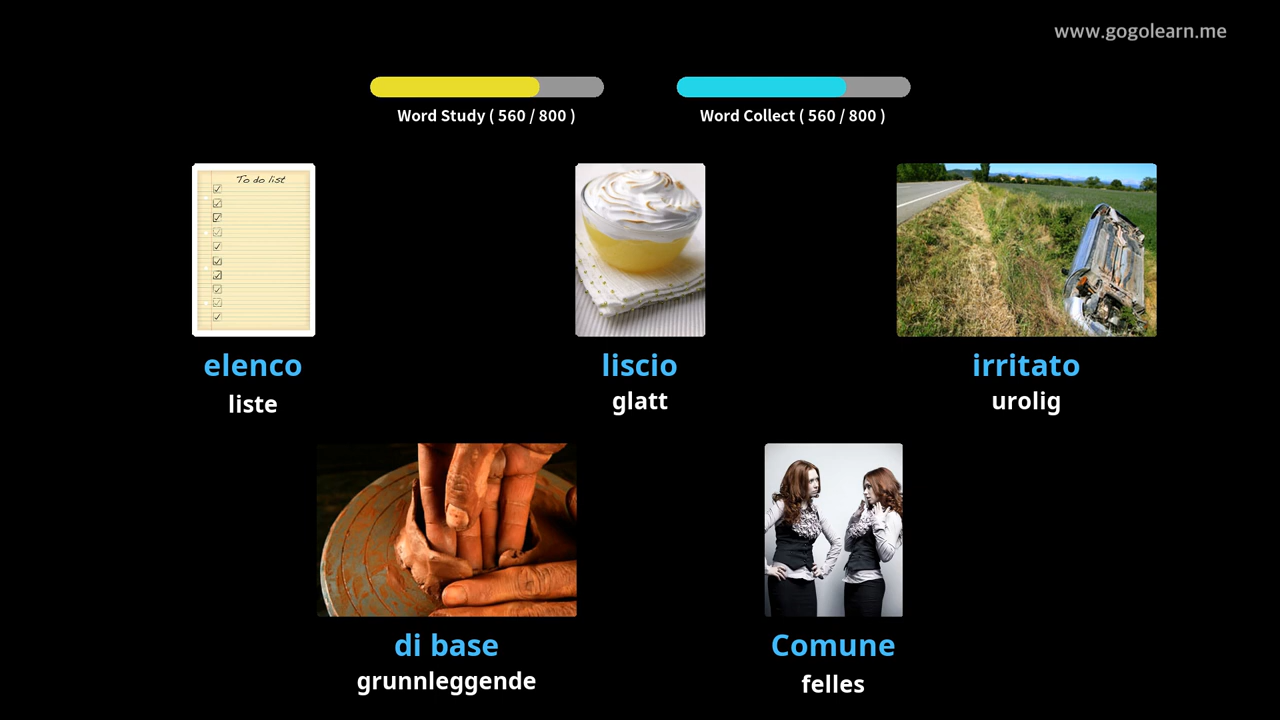 www.gogolearn.me
Word Study ( 560 / 800 )
Word Collect ( 560 / 800 )
To do list
elenco
liscio
irritato
liste
glatt
urolig
di base
Comune
grunnleggende
felles